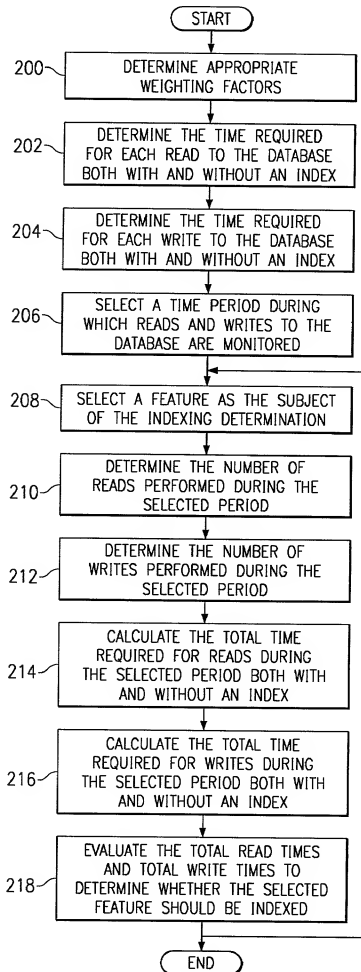 START
200
DETERMINE APPROPRIATE
WEIGHTING FACTORS
202
DETERMINE THE TIME REQUIRED
FOR EACH READ TO THE DATABASE
BOTH WITH AND WITHOUT AN INDEX
204
DETERMINE THE TIME REQUIRED
FOR EACH WRITE TO THE DATABASE
BOTH WITH AND WITHOUT AN INDEX
206
SELECT A TIME PERIOD DURING
WHICH READS AND WRITES TO THE
DATABASE ARE MONITORED
208
SELECT A FEATURE AS THE SUBJECT
OF THE INDEXING DETERMINATION
210
DETERMINE THE NUMBER OF
READS PERFORMED DURING THE
SELECTED PERIOD
212
DETERMINE THE NUMBER OF
WRITES PERFORMED DURING THE
SELECTED PERIOD
214
CALCULATE THE TOTAL TIME
REQUIRED FOR READS DURING
THE SELECTED PERIOD BOTH WITH
AND WITHOUT AN INDEX
216
CALCULATE THE TOTAL TIME
REQUIRED FOR WRITES DURING
THE SELECTED PERIOD BOTH WITH
AND WITHOUT AN INDEX
218
EVALUATE THE TOTAL READ TIMES
AND TOTAL WRITE TIMES TO
DETERMINE WHETHER THE SELECTED
FEATURE SHOULD BE INDEXED
END